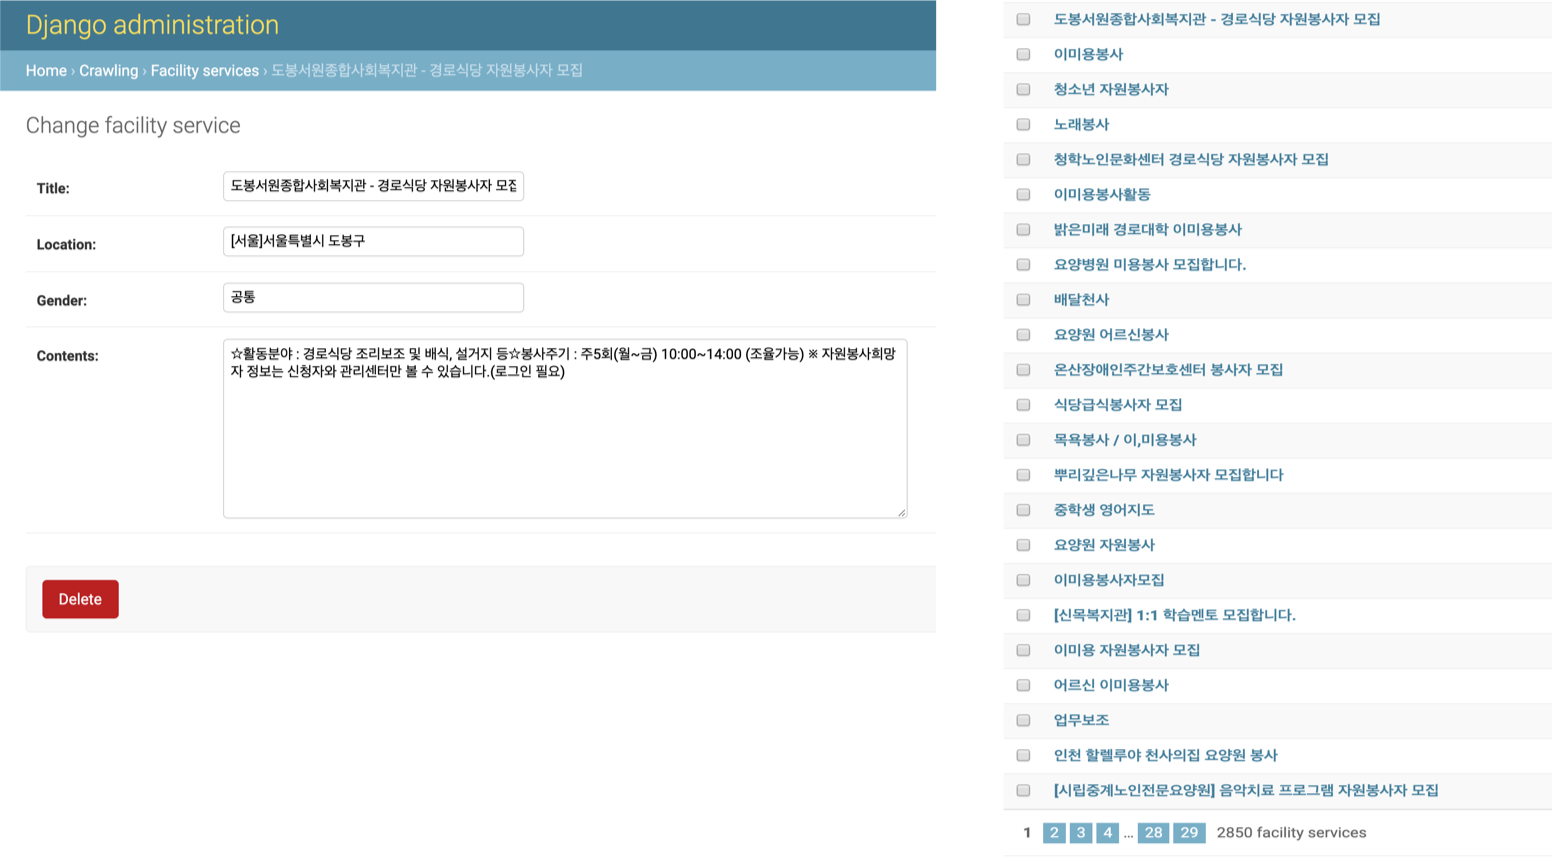 Django administration
Home › Crawling › Facility services › 도봉서원종합사회복지관 - 경로식당 자원봉사자 모집
Change facility service
Title:
도봉서원종합사회복지관 - 경로식당 자원봉사자 모집
Location:
[서울]서울특별시 도봉구
Gender:
공통
Contents:
☆활동분야 : 경로식당 조리보조 및 배식, 설거지 등☆봉사주기 : 주5회(월~금) 10:00~14:00 (조율가능) ※ 자원봉사희망
자 정보는 신청자와 관리센터만 볼 수 있습니다.(로그인 필요)
Delete
도봉서원종합사회복지관 - 경로식당 자원봉사자 모집
이미용봉사
청소년 자원봉사자
노래봉사
청학노인문화센터 경로식당 자원봉사자 모집
이미용봉사활동
밝은미래 경로대학 이미용봉사
요양병원 미용봉사 모집합니다.
배달천사
요양원 어르신봉사
온산장애인주간보호센터 봉사자 모집
식당급식봉사자 모집
목욕봉사 / 이,미용봉사
뿌리깊은나무 자원봉사자 모집합니다
중학생 영어지도
요양원 자원봉사
이미용봉사자모집
[신목복지관] 1:1 학습멘토 모집합니다.
이미용 자원봉사자 모집
어르신 이미용봉사
업무보조
인천 할렐루야 천사의집 요양원 봉사
[시립중계노인전문요양원] 음악치료 프로그램 자원봉사자 모집
1 2 3 4 ... 28 29 2850 facility services